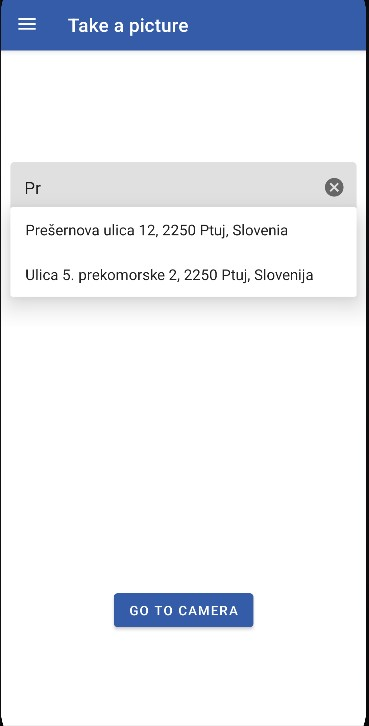 Take a picture
Pr
Prešernova ulica 12, 2250 Ptuj, Slovenia
Ulica 5. prekomorske 2, 2250 Ptuj, Slovenija
GO TO CAMERA